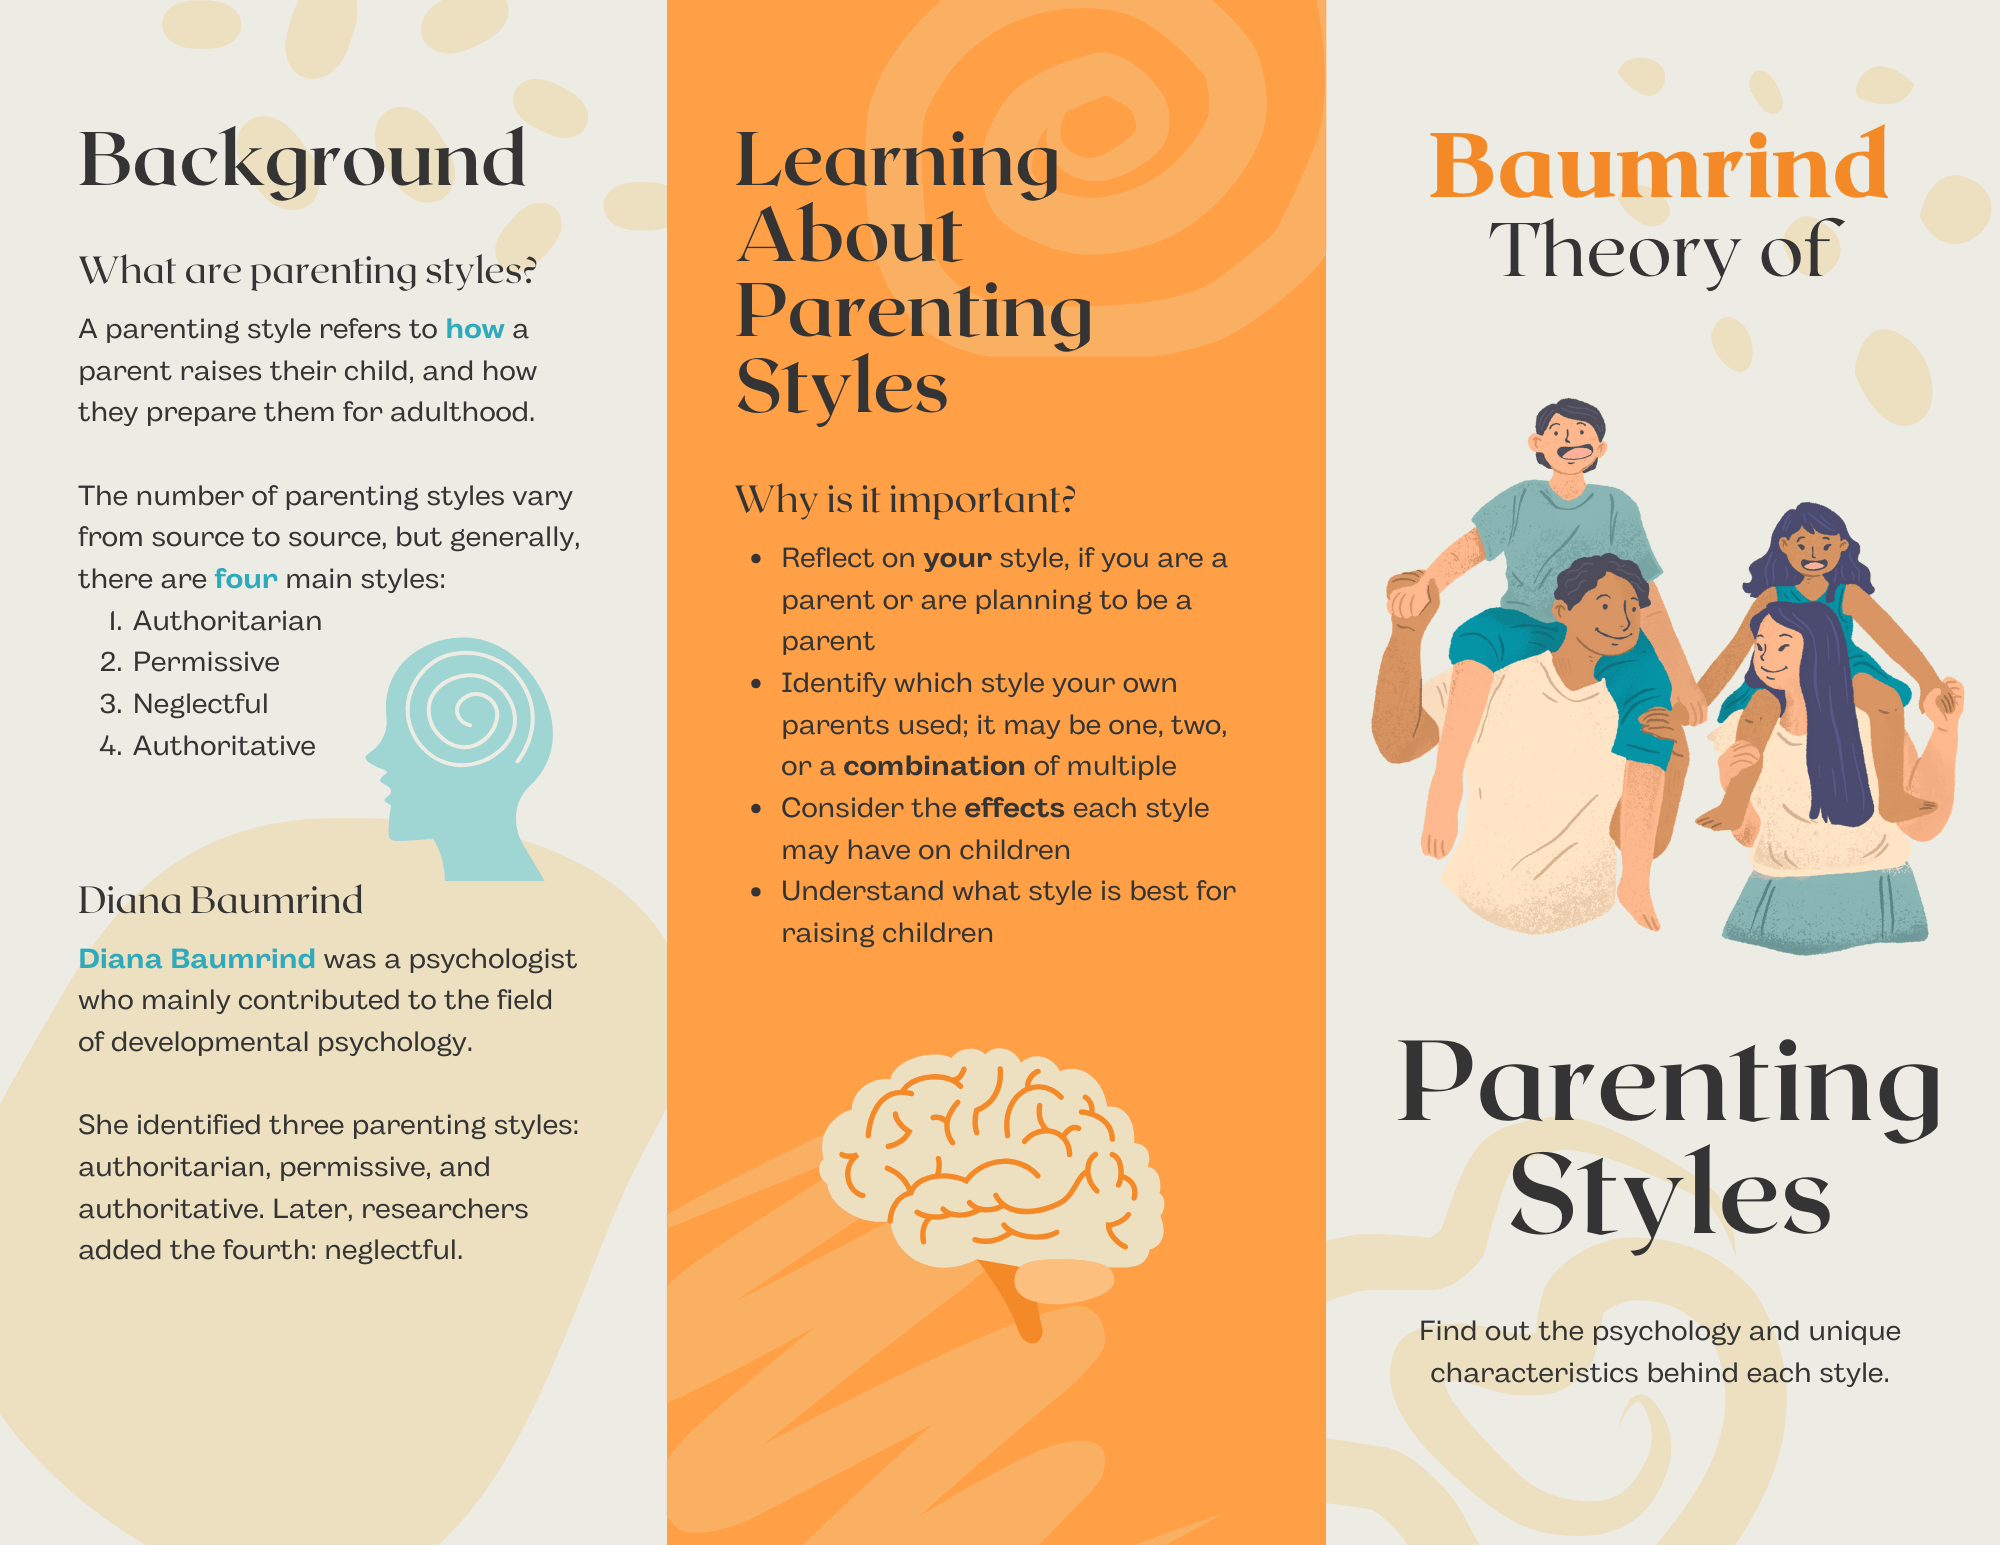 Background
What are parenting styles?
A parenting style refers to how a
parent raises their child, and how
they prepare them for adulthood.
The number of parenting styles vary
from source to source, but generally,
there are four main styles:
1. Authoritarian
2. Permissive
3. Neglectful
4. Authoritative
Diana Baumrind
Diana Baumrind was a psychologist
who mainly contributed to the field
of developmental psychology.
She identified three parenting styles:
authoritarian, permissive, and
authoritative. Later, researchers
added the fourth: neglectful.
Learning
About
Parenting
Styles
Why is it important?
• Reflect on your style, if you are a
parent or are planning to be a
parent
• Identify which style your own
parents used; it may be one, two,
or a combination of multiple
• Consider the effects each style
may have on children
• Understand what style is best for
raising children
Baumrind
Theory of
Parenting
Styles
Find out the psychology and unique
characteristics behind each style.